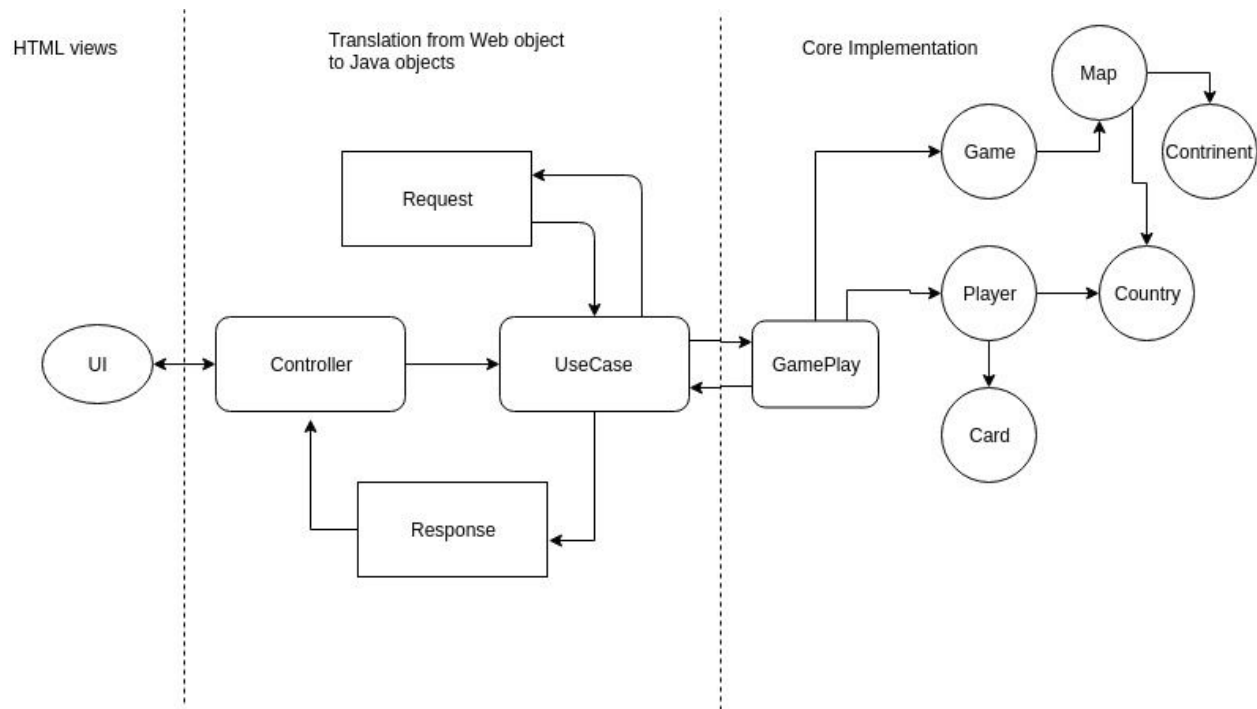 HTML views
Translation from Web object
to Java objects
Core Implementation
Map
Game
Contrinent
Request
Player
Country
UI
Controller
UseCase
GamePlay
Card
Response